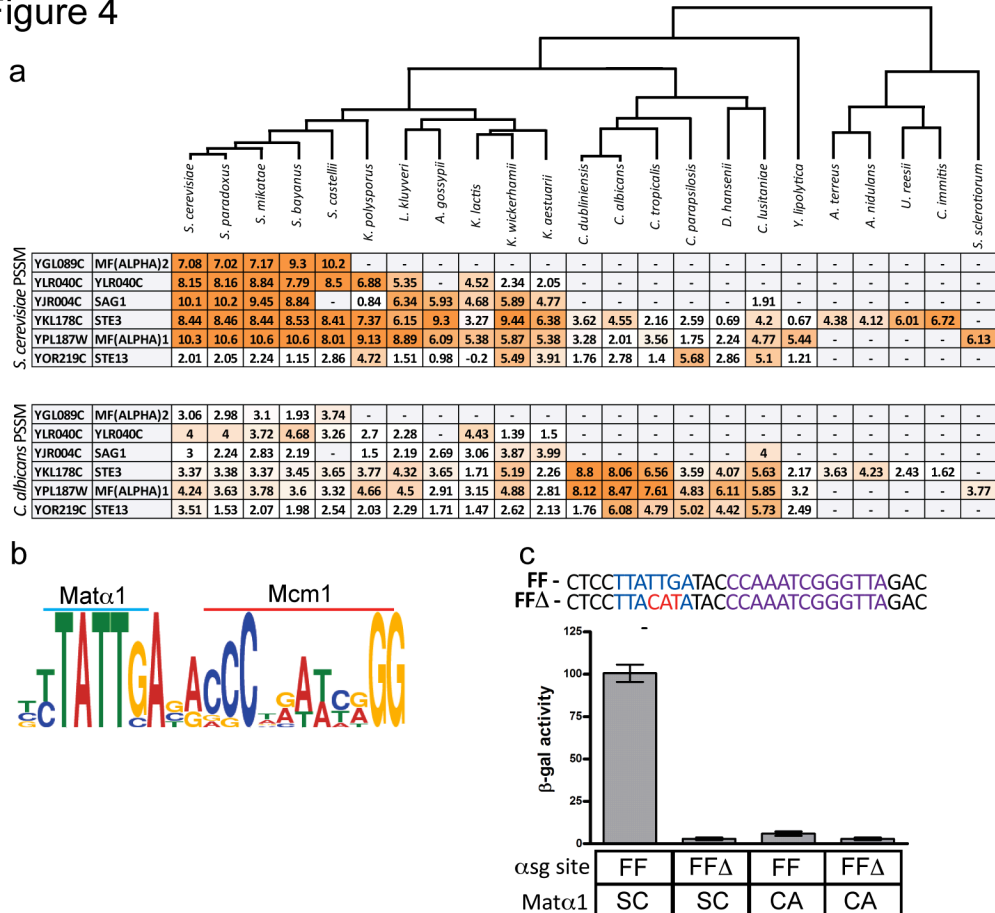 Figure 4
a
S. cerevisiae S. paradoxus S. mikatae S. bayanus S. castellii K. polysporus L. kluyveri A. gossypii K. lactis K. wickerhamii K. aestuarii C. dubliniensis C. albicans C. tropicalis C. parapsilosis D. hansenii C. lusitaniae Y. lipolytica A. terreus A. nidulans U. reesii C. immitis S. sclerotiorum
S. cerevisiae PSSM
YGL089C MF(ALPHA)2 7.08 7.02 7.17 9.3 10.2 - - - - - - - - - - - - - - - - - -
YLR040C YLR040C 8.15 8.16 8.84 7.79 8.5 6.88 5.35 - 4.52 2.34 2.05 - - - - - - - - - - - -
YJR004C SAG1 10.1 10.2 9.45 8.84 - 0.84 6.34 5.93 4.68 5.89 4.77 - - - - - 1.91 - - - - - -
YKL178C STE3 8.44 8.46 8.44 8.53 8.41 7.37 6.15 9.3 3.27 9.44 6.38 3.62 4.55 2.16 2.59 0.69 4.2 0.67 4.38 4.12 6.01 6.72 -
YPL187W MF(ALPHA)1 10.3 10.6 10.6 10.6 8.01 9.13 8.89 6.09 5.38 5.87 5.38 3.28 2.01 3.56 1.75 2.24 4.77 5.44 - - - - 6.13
YOR219C STE13 2.01 2.05 2.24 1.15 2.86 4.72 1.51 0.98 -0.2 5.49 3.91 1.76 2.78 1.4 5.68 2.86 5.1 1.21 - - - - -
C albicans PSSM
YGL089C MF(ALPHA)2 3.06 2.98 3.1 1.93 3.74 - - - - - - - - - - - - - - - - - -
YLR040C YLR040C 4 4 3.72 4.68 3.26 2.7 2.28 - 4.43 1.39 1.5 - - - - - - - - - - - -
YJR004C SAG1 3 2.24 2.83 2.19 - 1.5 2.19 2.69 3.06 3.87 3.99 - - - - - 4 - - - - - -
YKL178C STE3 3.37 3.38 3.37 3.45 3.65 3.77 4.32 3.65 1.71 5.19 2.26 8.8 8.06 6.56 3.59 4.07 5.63 2.17 3.63 4.23 2.43 1.62 -
YPL187W MF(ALPHA)1 4.24 3.63 3.78 3.6 3.32 4.66 4.5 2.91 3.15 4.88 2.81 8.12 8.47 7.61 4.83 6.11 5.85 3.2 - - - - 3.77
YOR219C STE13 3.51 1.53 2.07 1.98 2.54 2.03 2.29 1.71 1.47 2.62 2.13 1.76 6.08 4.79 5.02 4.42 5.73 2.49 - - - - -
b
Matα1 Mcm1
c
FF - CTCCTTATTGATACCCAAATCGGGTTAGAC
FFΔ - CTCCTTACATATACCCAAATCGGGTTAGAC
β-gal activity
125
100
75
50
25
0
αsg site FF FFΔ FF FFΔ
Matα1 SC SC CA CA